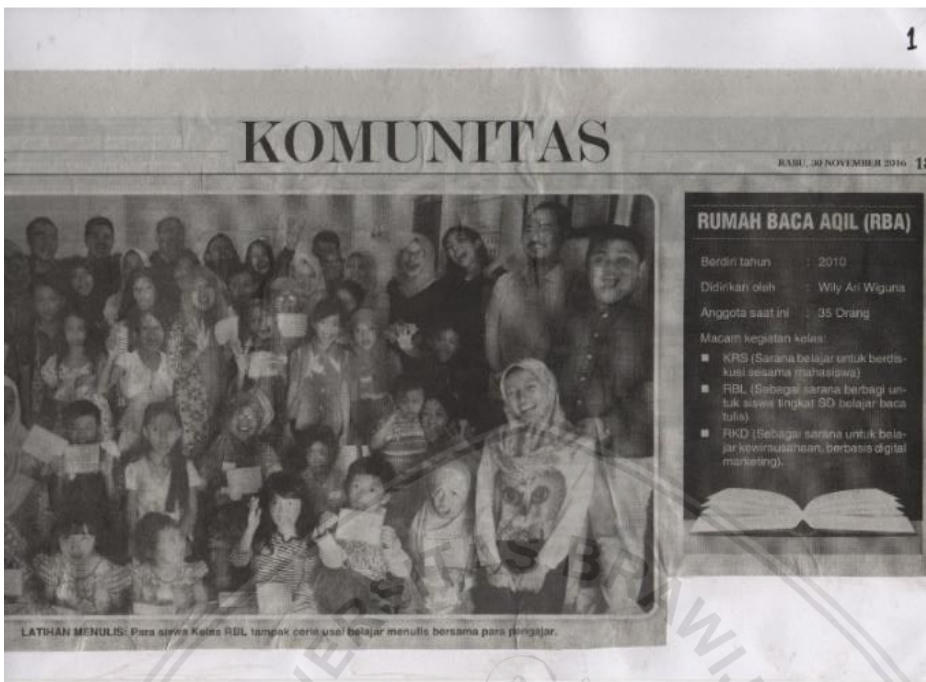 1
KOMUNITAS
RABU, 30 NOVEMBER 2016
RUMAH BACA AQIL (RBA)
Berdiri tahun : 2010
Didirikan oleh : Wily Ari Wiguna
Anggota saat ini : 35 Orang
Macam kegiatan kelas:
■ KRS (Sarana belajar untuk berdis-
kusi sesama mahasiswa)
■ RBL (Sebagai sarana berbagi un-
tuk siswa tingkat SD belajar baca
tulis)
■ RKD (Sebagai sarana untuk bela-
jar kewirausahaan, berbasis digital
marketing).
LATIHAN MENULIS: Para siswa Kelas RBL tampak ceria usai belajar menulis bersama para pengajar.